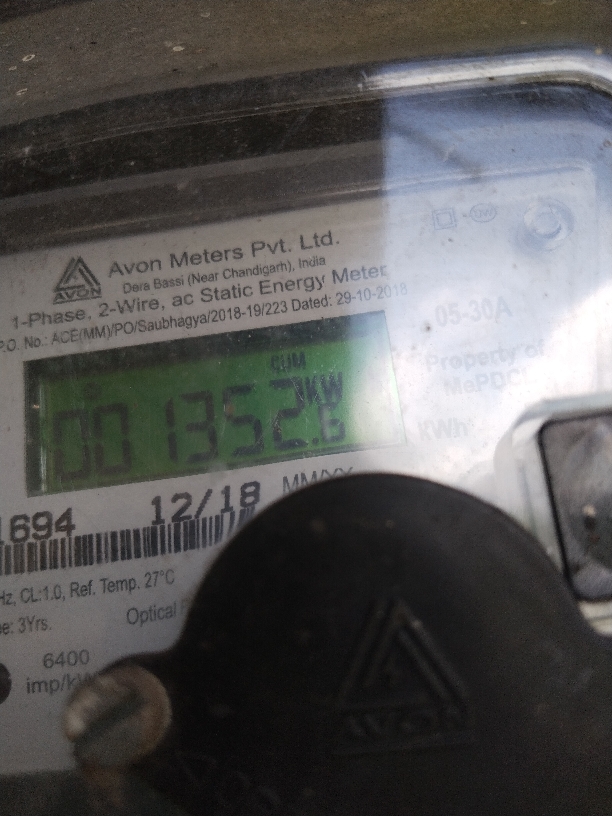 Avon Meters Pvt. Ltd.
Dera Bassi (Near Chandigarh), India
AVON
1-Phase, 2-Wire, ac Static Energy Meter
P.O. No.: ACE(MM)/PO/Saubhagya/2018-19/223 Dated: 29-10-2018
05-30A
Property of
MePDCL
CUM
KW
001352.6
kWh
1694 12/18 MM/YY
Hz, CL:1.0, Ref. Temp. 27°C
e: 3Yrs. Optical
6400
imp/kW
AVON